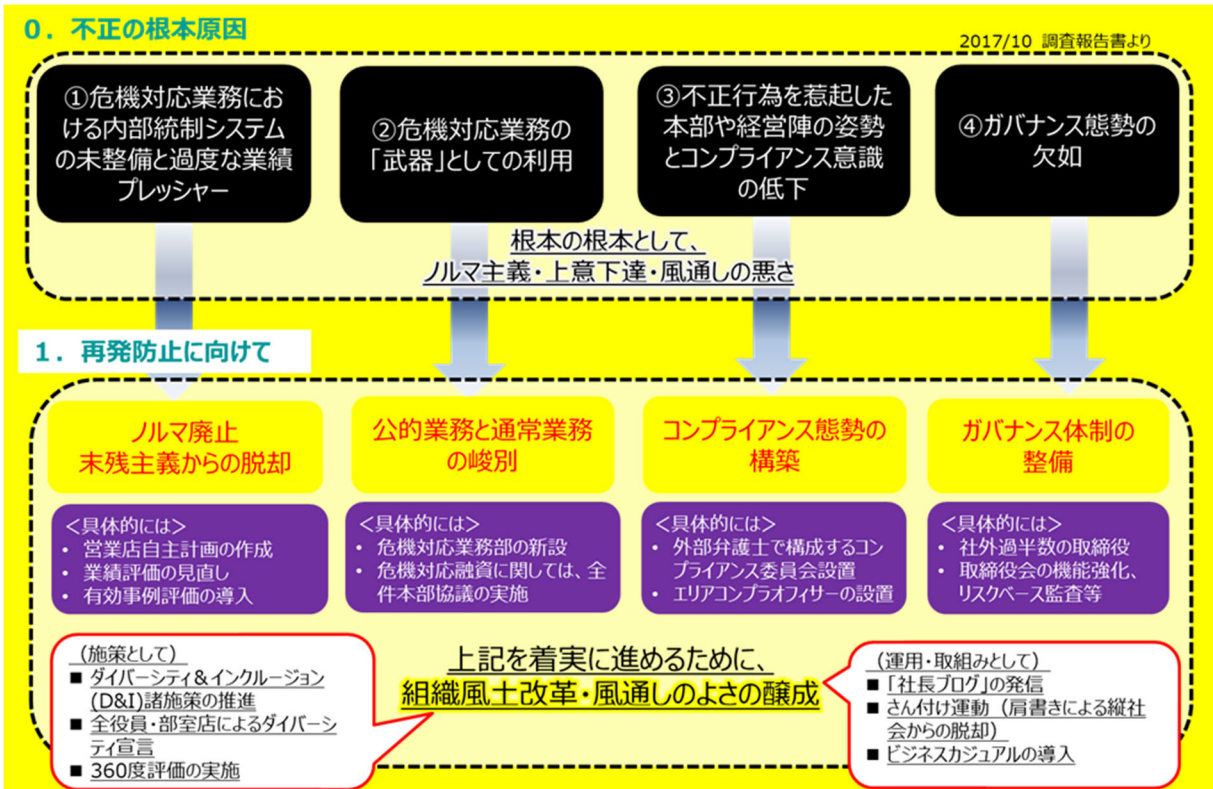 ０．不正の根本原因
2017/10 調査報告書より
①危機対応業務にお
ける内部統制システム
の未整備と過度な業績
プレッシャー
②危機対応業務の
「武器」としての利用
③不正行為を惹起した
本部や経営陣の姿勢
とコンプライアンス意識
の低下
④ガバナンス態勢の
欠如
根本の根本として、
ノルマ主義・上意下達・風通しの悪さ
１．再発防止に向けて
ノルマ廃止
末残主義からの脱却
公的業務と通常業務
の峻別
コンプライアンス態勢の
構築
ガバナンス体制の
整備
＜具体的には＞
• 営業店自主計画の作成
• 業績評価の見直し
• 有効事例評価の導入
＜具体的には＞
• 危機対応業務部の新設
• 危機対応融資に関しては、全
件本部協議の実施
＜具体的には＞
• 外部弁護士で構成するコン
プライアンス委員会設置
• エリアコンプラオフィサーの設置
＜具体的には＞
• 社外過半数の取締役
• 取締役会の機能強化、
リスクベース監査等
（施策として）
■ ダイバーシティ＆インクルージョン
(D&I)諸施策の推進
■ 全役員・部室店によるダイバーシ
ティ宣言
■ 360度評価の実施
上記を着実に進めるために、
組織風土改革・風通しのよさの醸成
（運用・取組みとして）
■ 「社長ブログ」の発信
■ さん付け運動（肩書きによる縦社
会からの脱却）
■ ビジネスカジュアルの導入